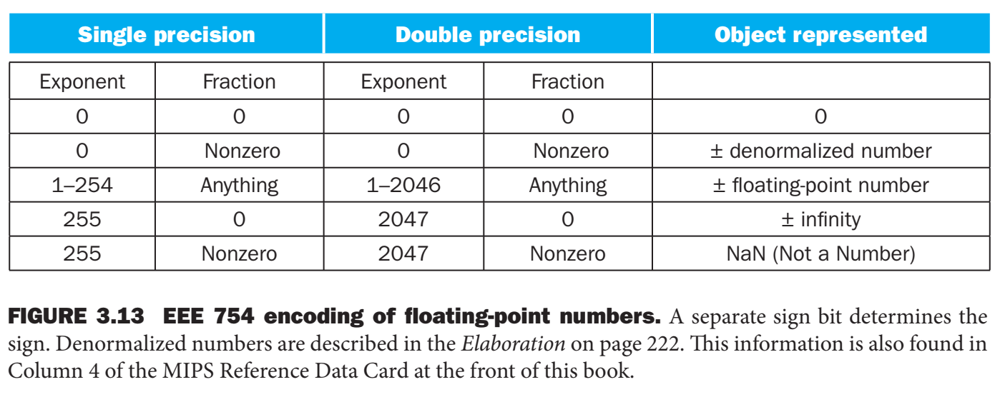 Single precision Double precision Object represented
Exponent Fraction Exponent Fraction
0 0 0 0 0
0 Nonzero 0 Nonzero ± denormalized number
1–254 Anything 1–2046 Anything ± floating-point number
255 0 2047 0 ± infinity
255 Nonzero 2047 Nonzero NaN (Not a Number)
FIGURE 3.13 EEE 754 encoding of floating-point numbers. A separate sign bit determines the
sign. Denormalized numbers are described in the Elaboration on page 222. This information is also found in
Column 4 of the MIPS Reference Data Card at the front of this book.